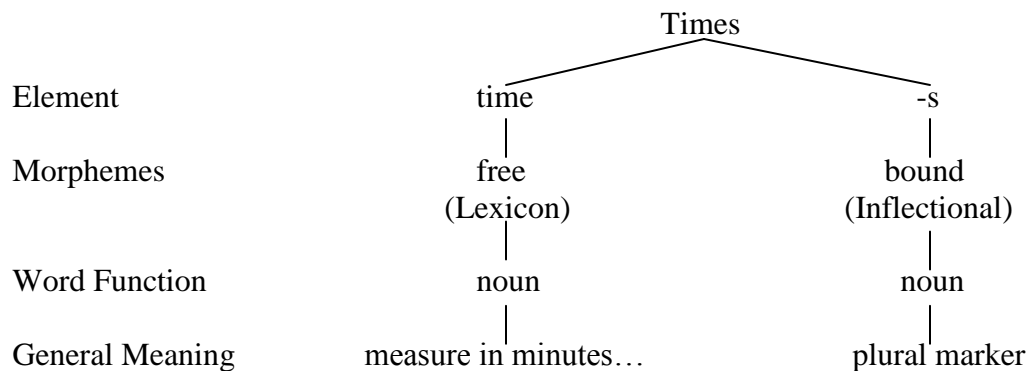 Times
Element time -s
Morphemes free bound
(Lexicon) (Inflectional)
Word Function noun noun
General Meaning measure in minutes… plural marker